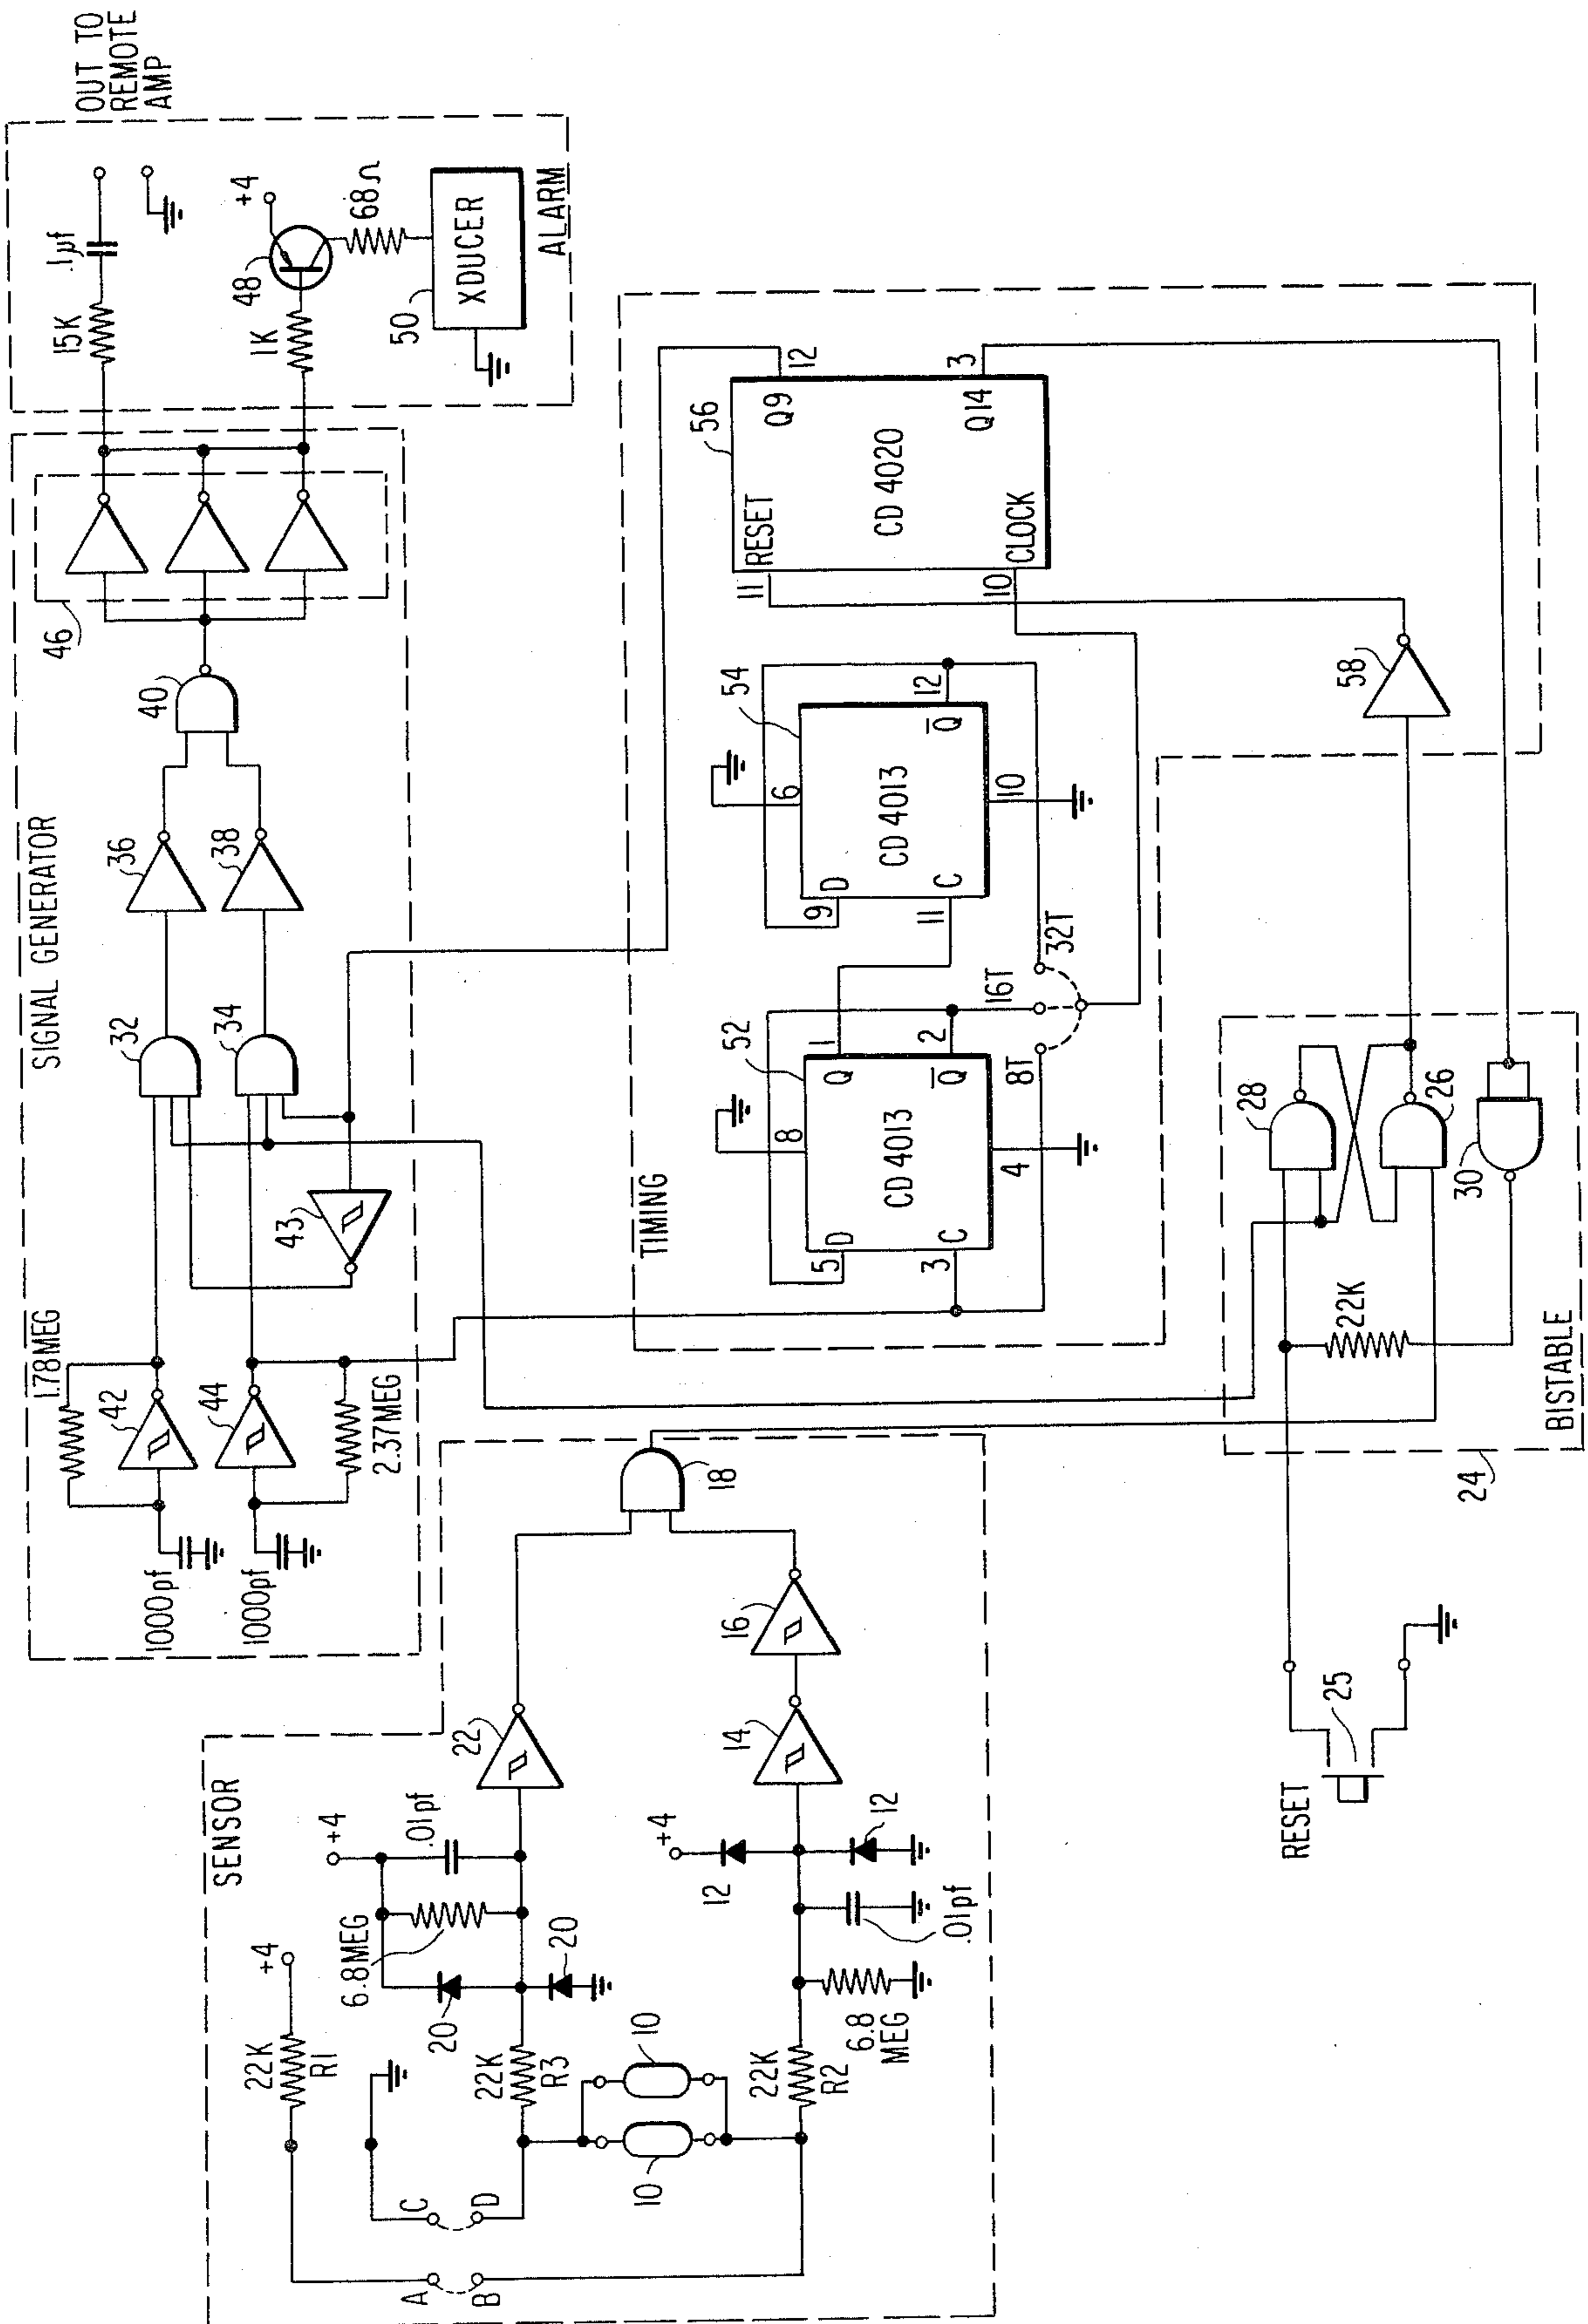 OUT TO
REMOTE
AMP
15K
.1µf
+4
48
1K
68Ω
50
XDUCER
ALARM
SIGNAL GENERATOR
46
40
36
38
32
34
43
1.78MEG
42
44
2.37MEG
1000pf
1000pf
TIMING
56
12
Q9
3
Q14
CD 4020
RESET
11
CLOCK
10
54
12
Q̅
6
CD 4013
10
D
9
C
11
52
1
Q
2
Q̅
8
CD 4013
4
D
5
C
3
8T
16T
32T
58
28
26
30
22K
BISTABLE
24
SENSOR
18
22
16
14
+4
.01pf
6.8MEG
20
20
+4
12
12
.01pf
6.8
MEG
+4
22K
R1
22K
R3
22K
R2
10
10
C
D
A
B
RESET
25